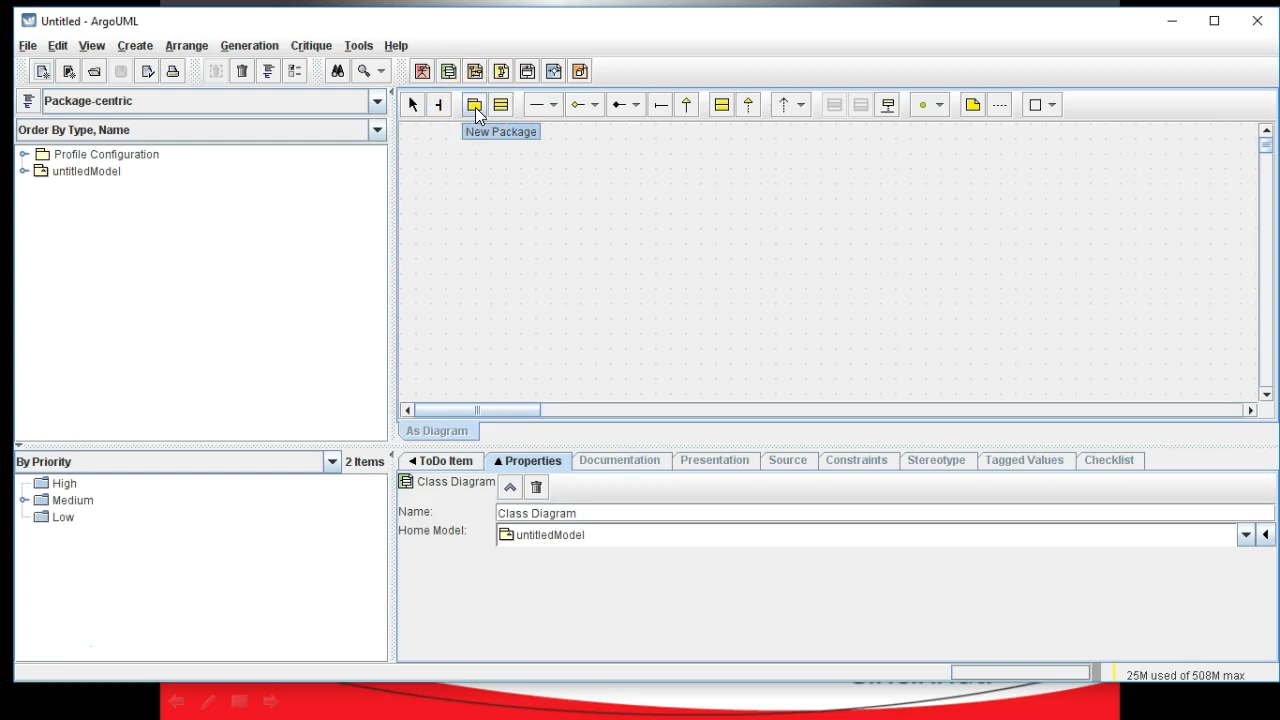 Untitled - ArgoUML
File Edit View Create Arrange Generation Critique Tools Help
Package-centric
New Package
Order By Type, Name
Profile Configuration
untitledModel
As Diagram
By Priority
2 Items
ToDo Item
Properties
Documentation
Presentation
Source
Constraints
Stereotype
Tagged Values
Checklist
High
Medium
Low
Class Diagram
Name:
Class Diagram
Home Model:
untitledModel
25M used of 508M max